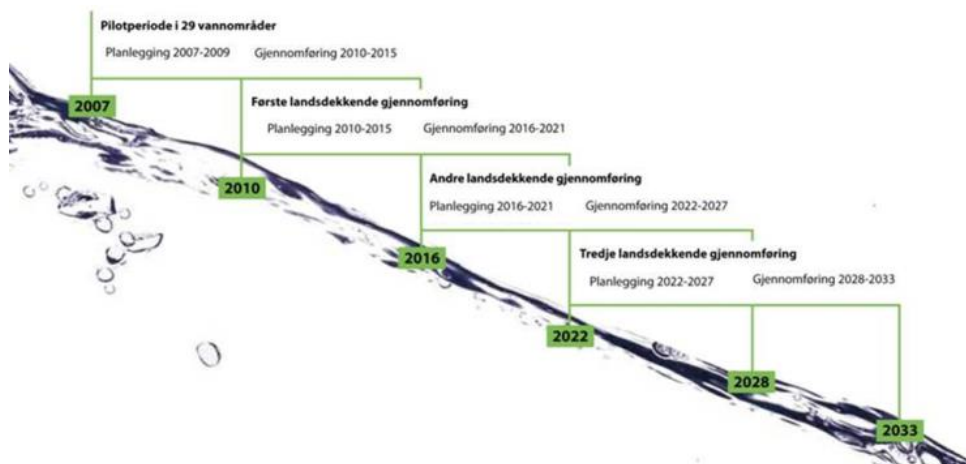 Pilotperiode i 29 vannområder
Planlegging 2007-2009 Gjennomføring 2010-2015
2007
Første landsdekkende gjennomføring
Planlegging 2010-2015 Gjennomføring 2016-2021
2010
Andre landsdekkende gjennomføring
Planlegging 2016-2021 Gjennomføring 2022-2027
2016
Tredje landsdekkende gjennomføring
Planlegging 2022-2027 Gjennomføring 2028-2033
2022
2028
2033